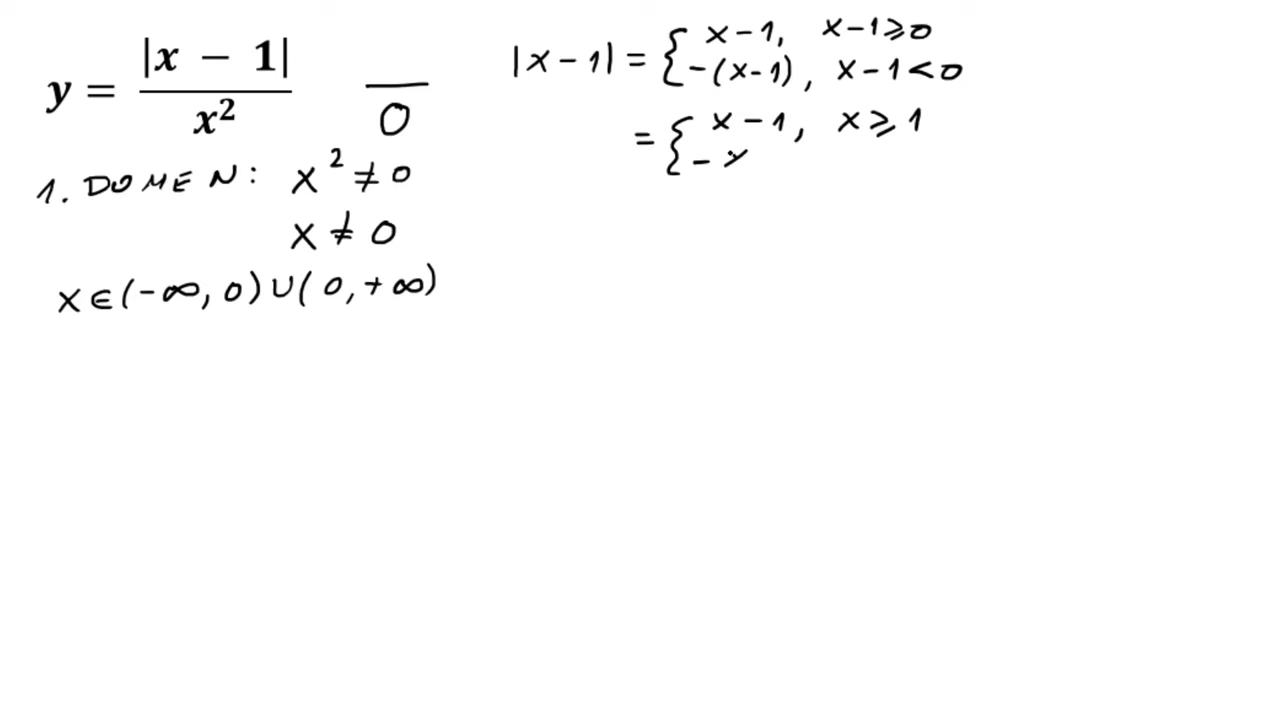 y = |x − 1| / x²
—
0
1. DOMEN: x² ≠ 0
x ≠ 0
x ∈ (-∞, 0) ∪ (0, +∞)
|x - 1| = { x - 1, x - 1 ⩾ 0
-(x-1), x - 1 < 0
= { x - 1, x ⩾ 1
- x